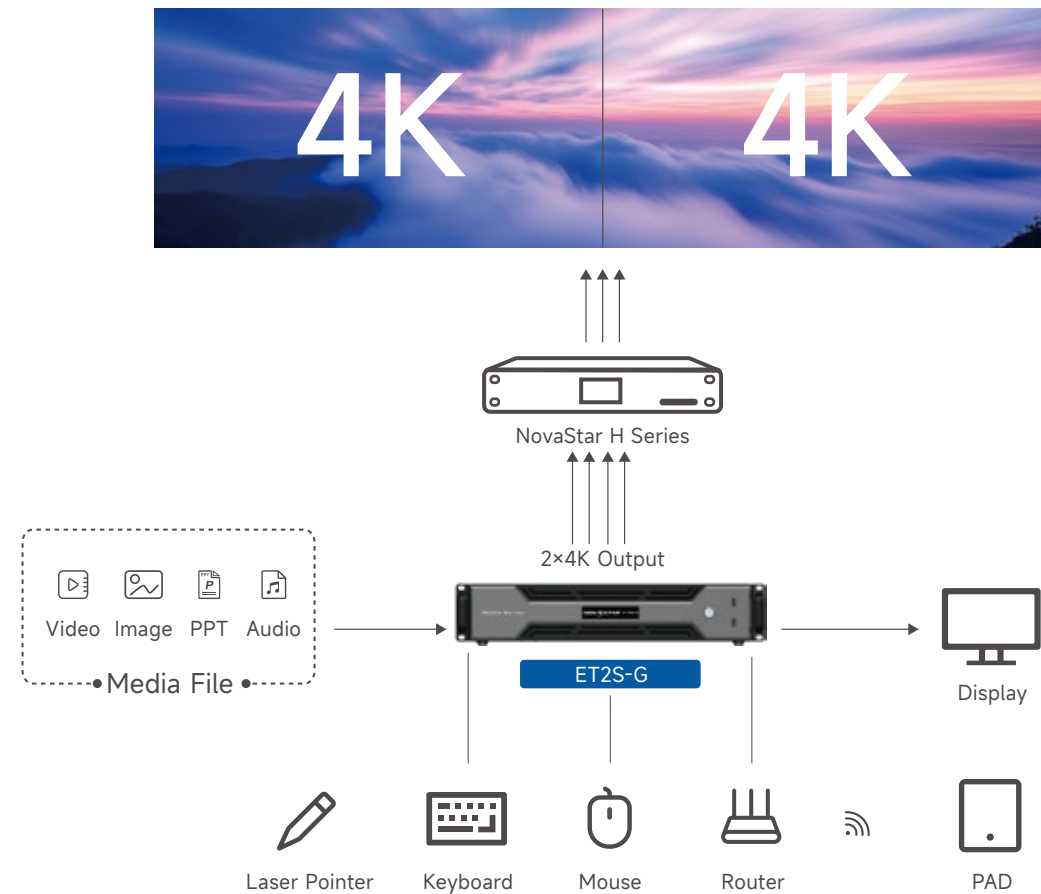 4K 4K
NovaStar H Series
2×4K Output
Video Image PPT Audio
Media File
ET2S-G
Display
Laser Pointer Keyboard Mouse Router PAD